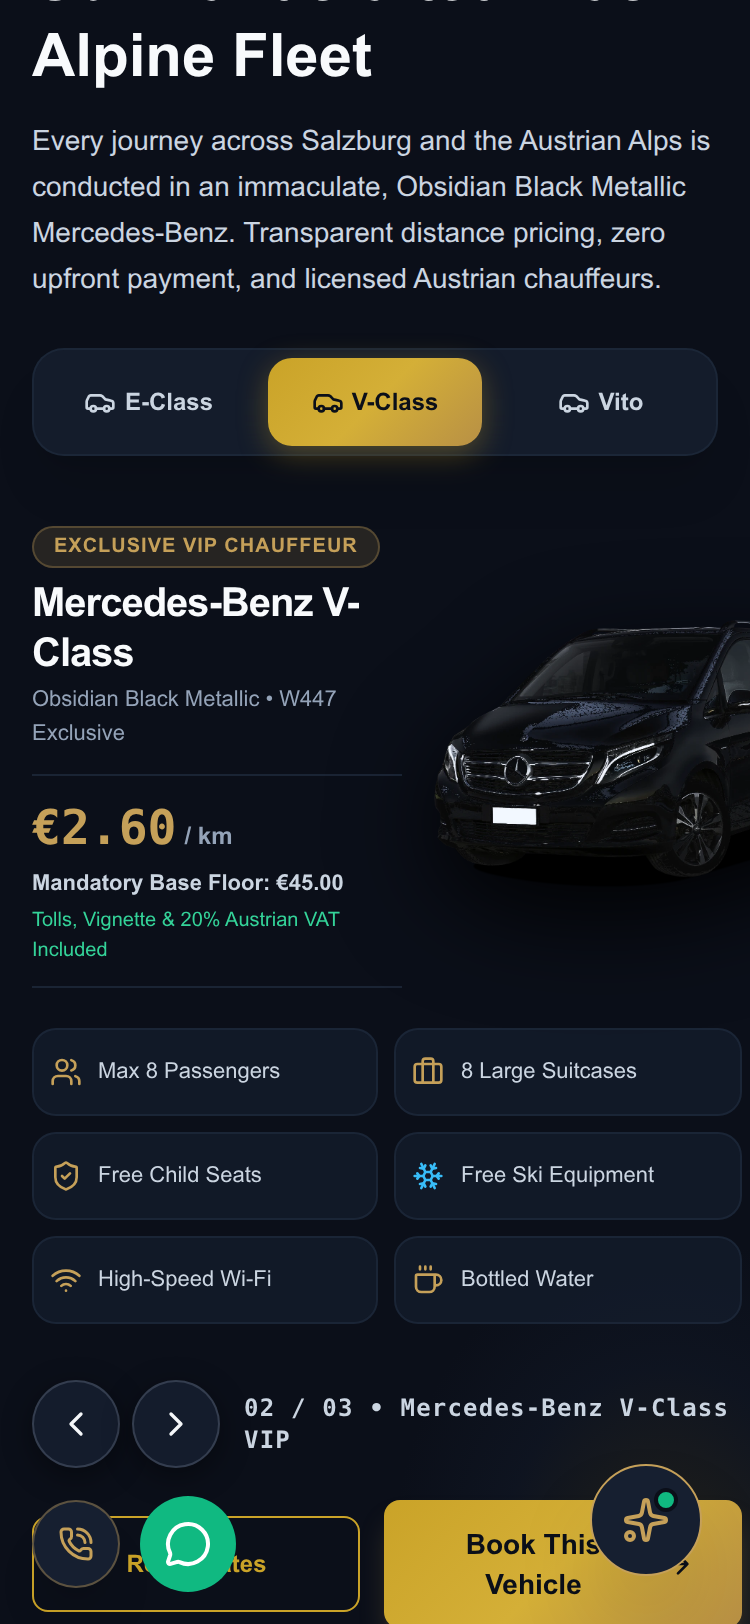 Alpine Fleet
Every journey across Salzburg and the Austrian Alps is
conducted in an immaculate, Obsidian Black Metallic
Mercedes-Benz. Transparent distance pricing, zero
upfront payment, and licensed Austrian chauffeurs.
E-Class
V-Class
Vito
EXCLUSIVE VIP CHAUFFEUR
Mercedes-Benz V-
Class
Obsidian Black Metallic • W447
Exclusive
€2.60 / km
Mandatory Base Floor: €45.00
Tolls, Vignette & 20% Austrian VAT
Included
Max 8 Passengers
8 Large Suitcases
Free Child Seats
Free Ski Equipment
High-Speed Wi-Fi
Bottled Water
02 / 03 • Mercedes-Benz V-Class
VIP
Book This
Vehicle